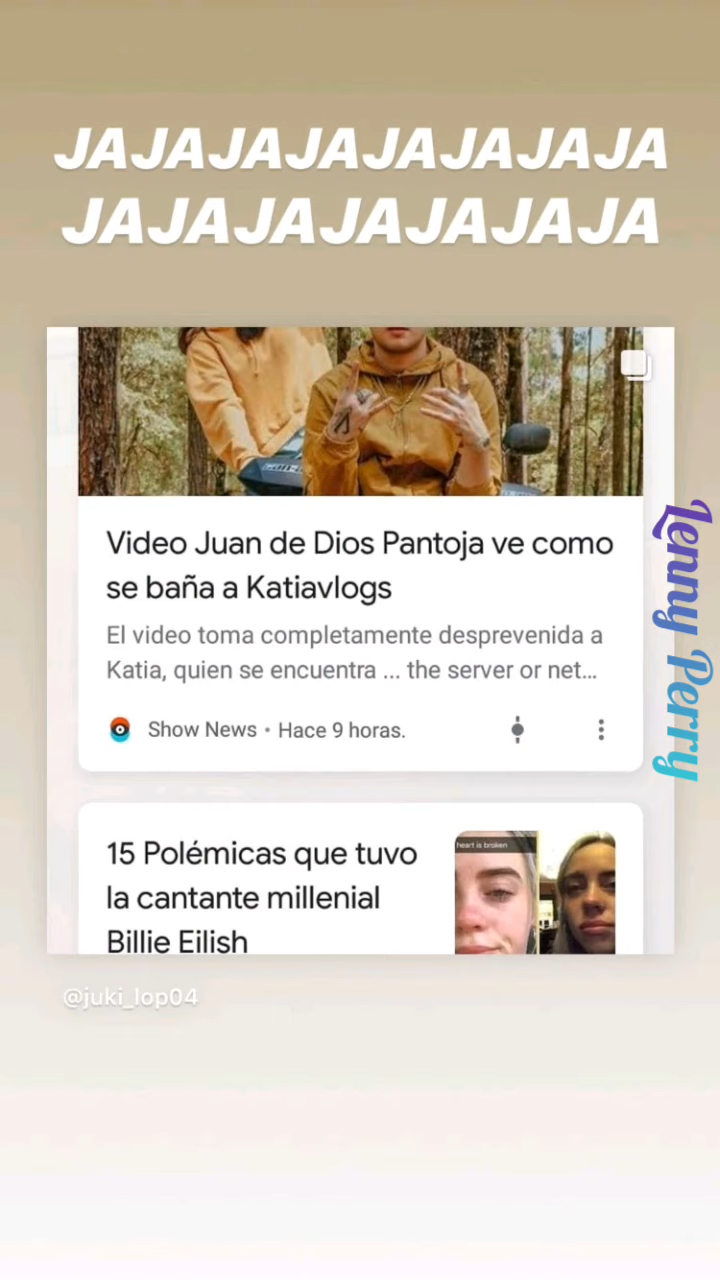 JAJAJAJAJAJAJAJA
JAJAJAJAJAJAJA
Video Juan de Dios Pantoja ve como
se baña a Katiavlogs
El video toma completamente desprevenida a
Katia, quien se encuentra ... the server or net...
Show News • Hace 9 horas.
Lenny Perry
15 Polémicas que tuvo
la cantante millenial
Billie Eilish
heart is broken
@juki_lop04